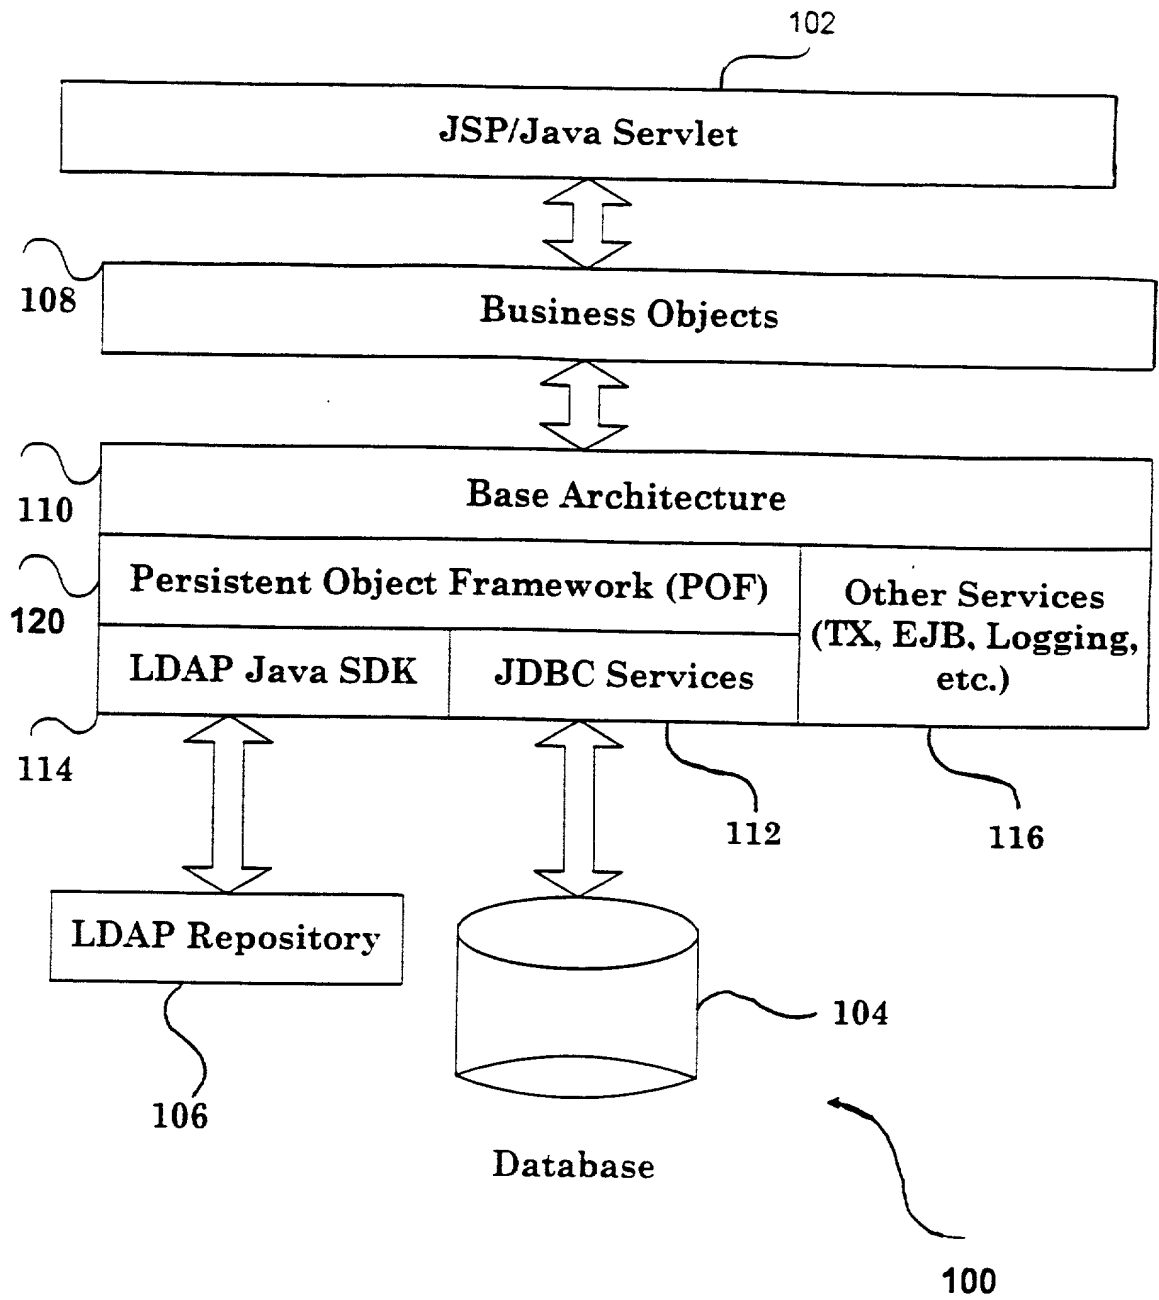 102
JSP/Java Servlet
108
Business Objects
110
Base Architecture
120
Persistent Object Framework (POF)
Other Services
(TX, EJB, Logging,
etc.)
LDAP Java SDK
JDBC Services
114
112
116
LDAP Repository
104
106
Database
100